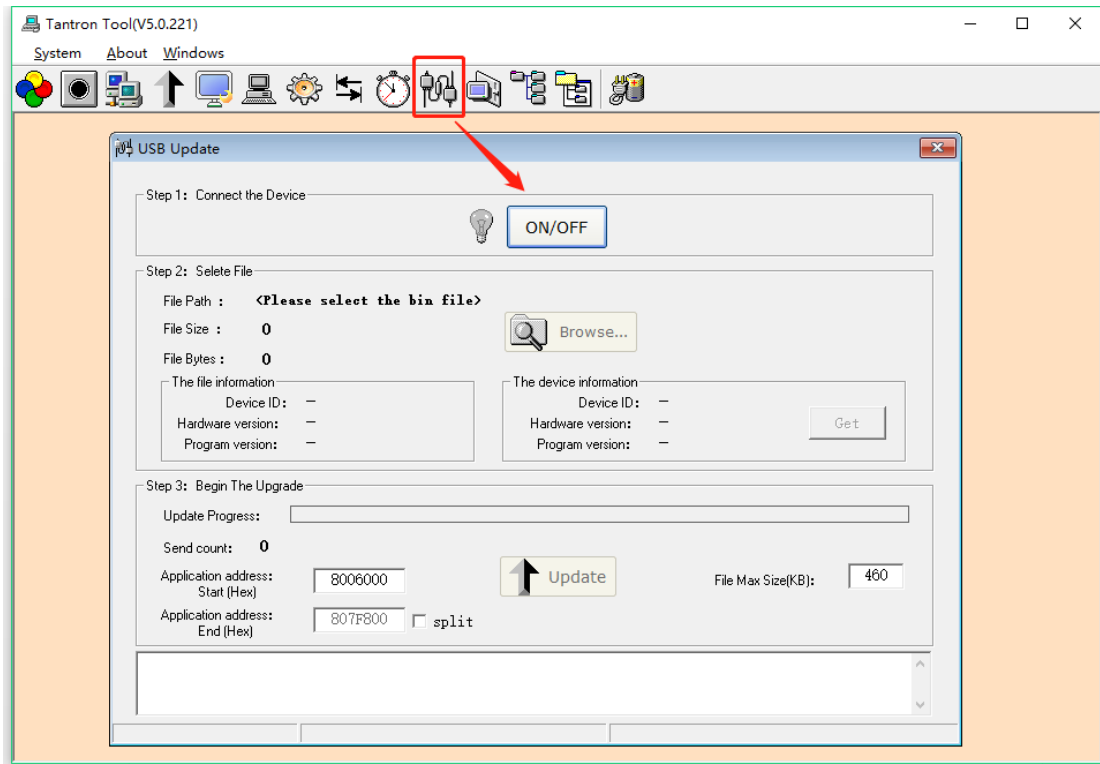 Tantron Tool(V5.0.221)
System About Windows
USB Update
Step 1: Connect the Device
ON/OFF
Step 2: Selete File
File Path : <Please select the bin file>
File Size : 0
Browse...
File Bytes : 0
The file information
Device ID: —
Hardware version: —
Program version: —
The device information
Device ID: —
Hardware version: —
Program version: —
Get
Step 3: Begin The Upgrade
Update Progress:
Send count: 0
Application address:
Start (Hex)
8006000
Update
File Max Size(KB): 460
Application address:
End (Hex)
807F800
split